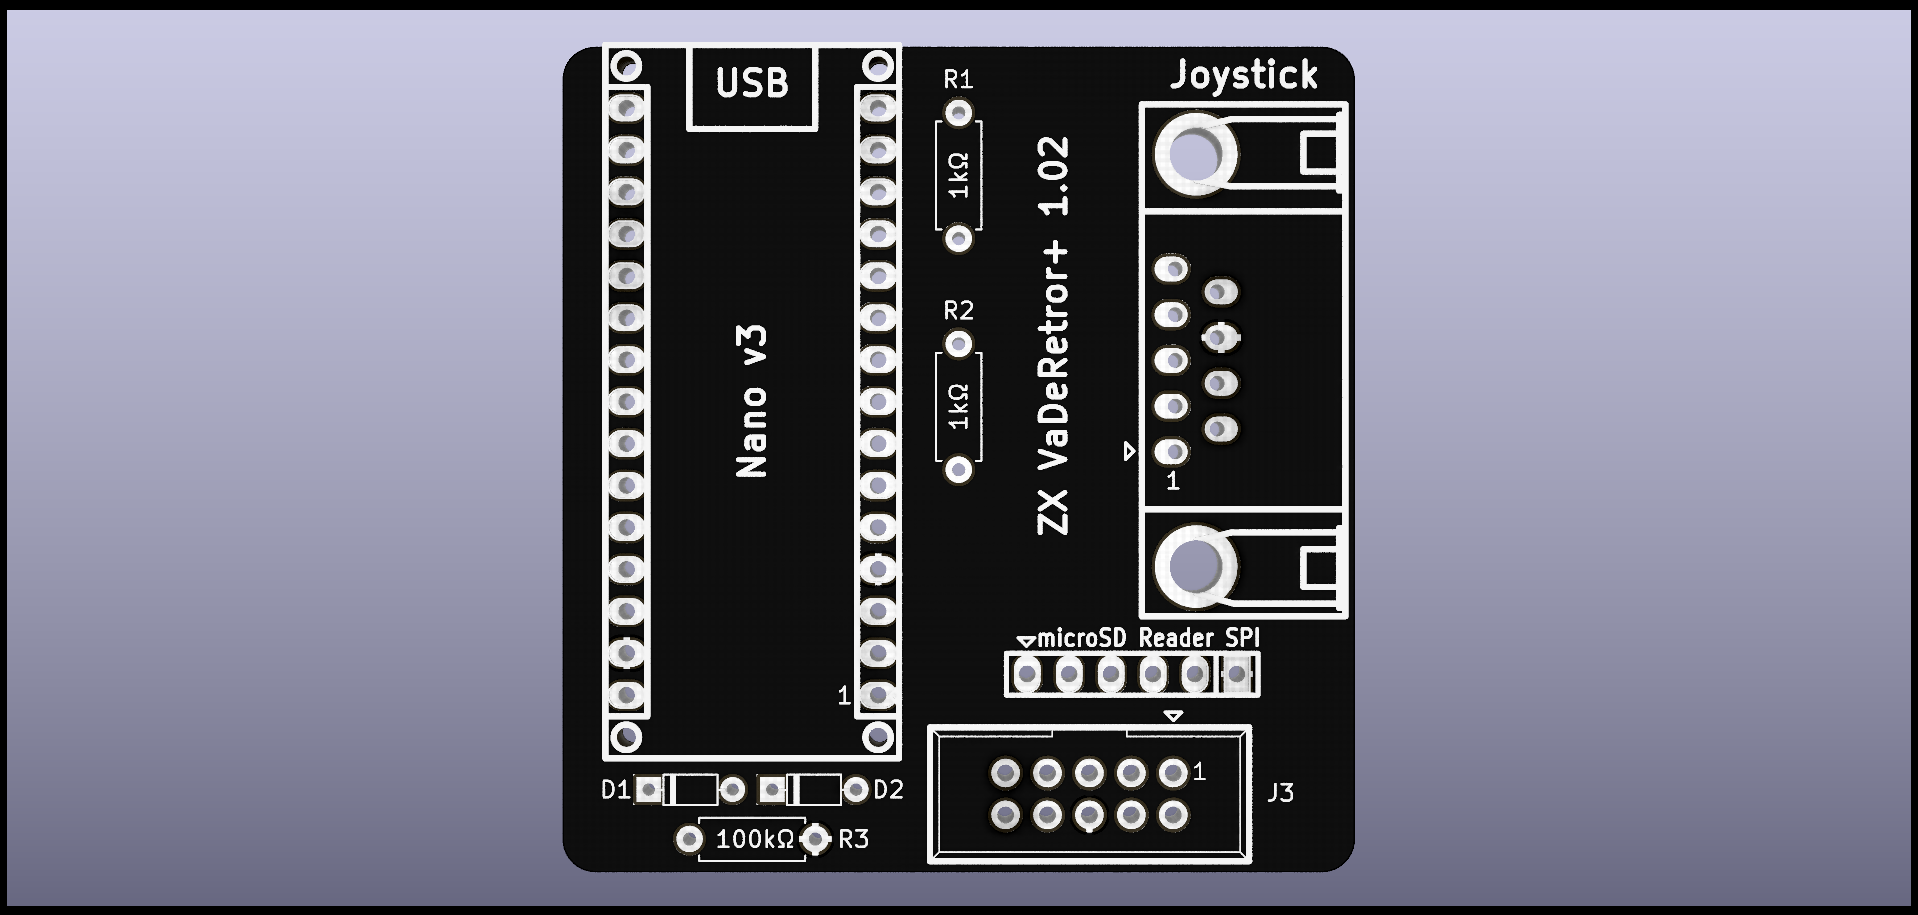 USB
R1
Joystick
1kΩ
ZX VaDeRetror+ 1.02
R2
Nano v3
1kΩ
1
microSD Reader SPI
1
1
J3
D1
D2
100kΩ
R3